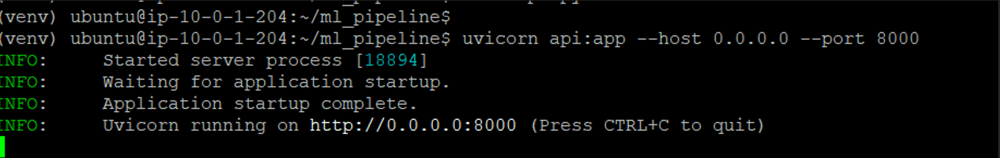 (venv) ubuntu@ip-10-0-1-204:~/ml_pipeline$
(venv) ubuntu@ip-10-0-1-204:~/ml_pipeline$ uvicorn api:app --host 0.0.0.0 --port 8000
INFO:     Started server process [18894]
INFO:     Waiting for application startup.
INFO:     Application startup complete.
INFO:     Uvicorn running on http://0.0.0.0:8000 (Press CTRL+C to quit)